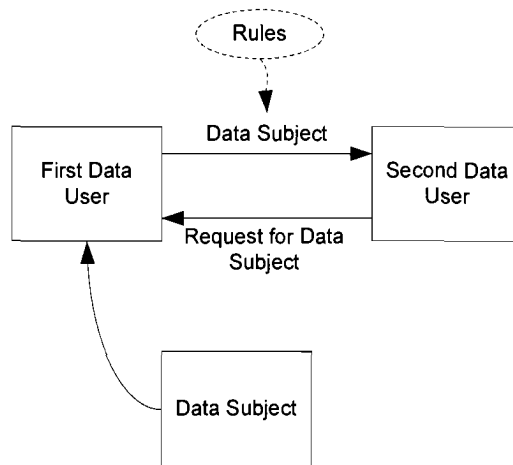 Rules
Data Subject
First Data
User
Second Data
User
Request for Data
Subject
Data Subject